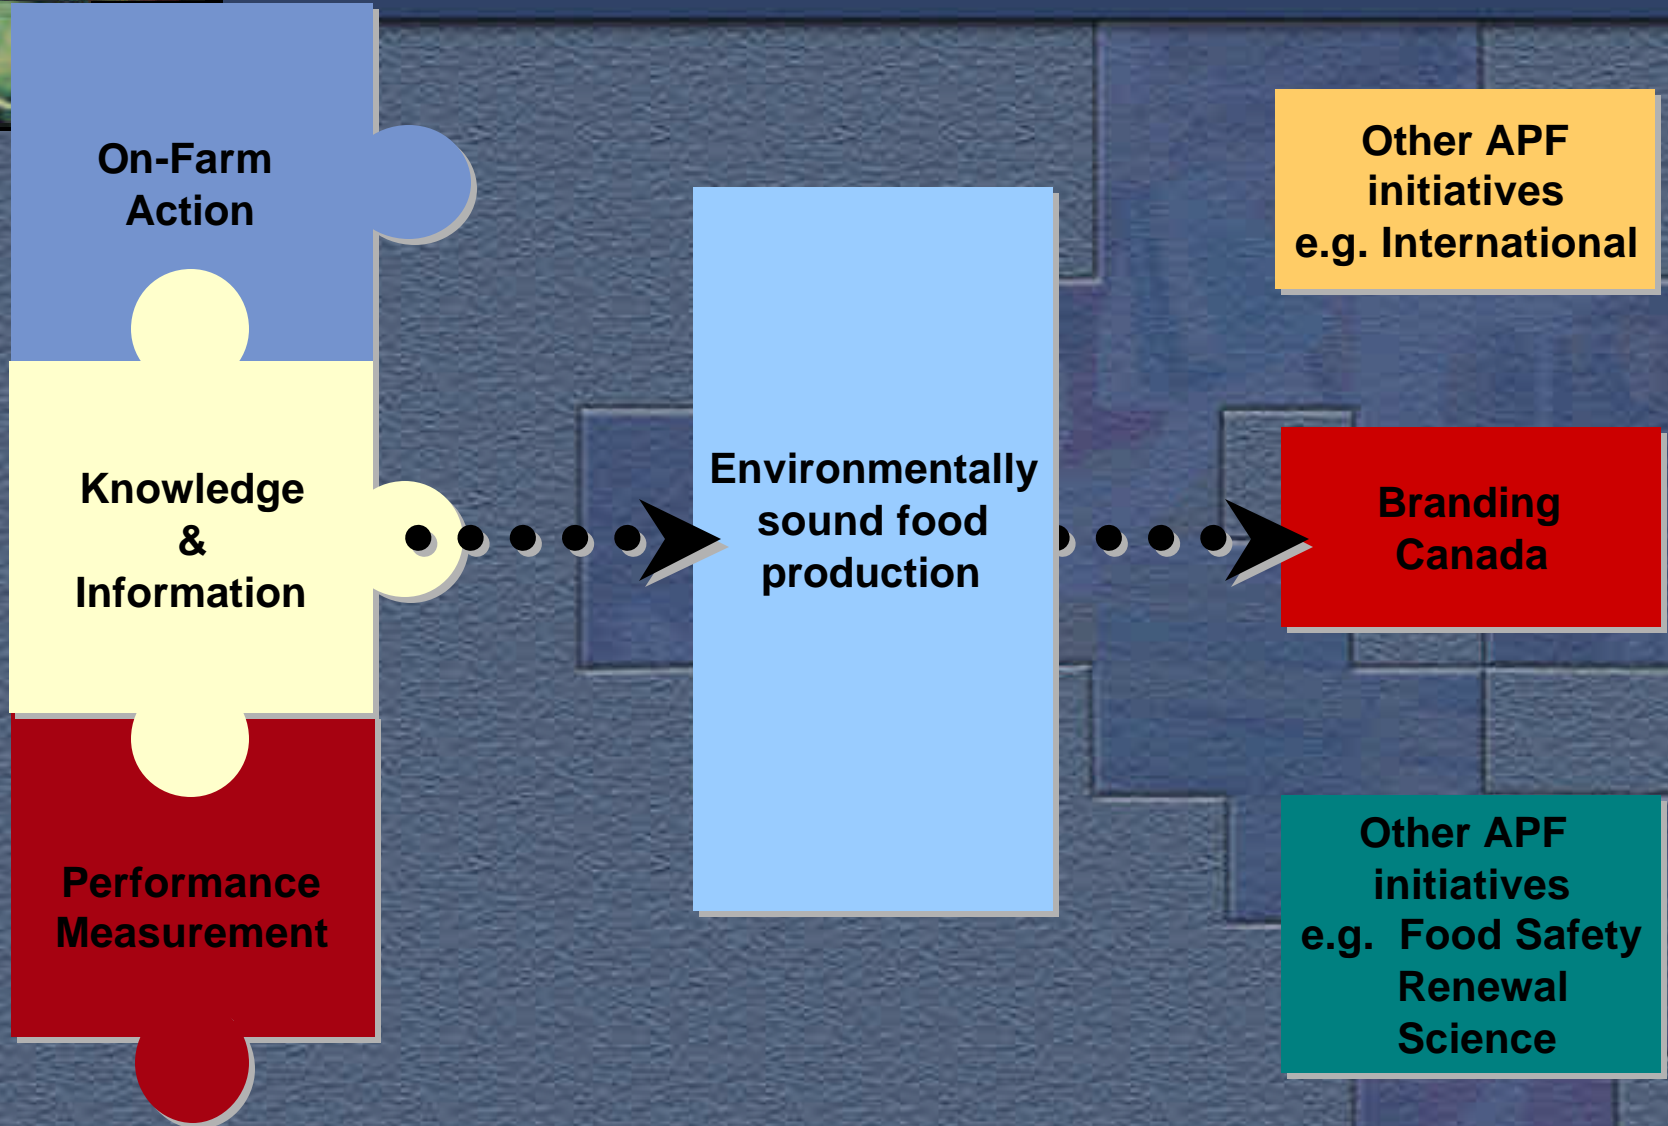 On-Farm
Action
Knowledge
&
Information
Performance
Measurement
Environmentally
sound food
production
Other APF
initiatives
e.g. International
Branding
Canada
Other APF
initiatives
e.g. Food Safety
Renewal
Science